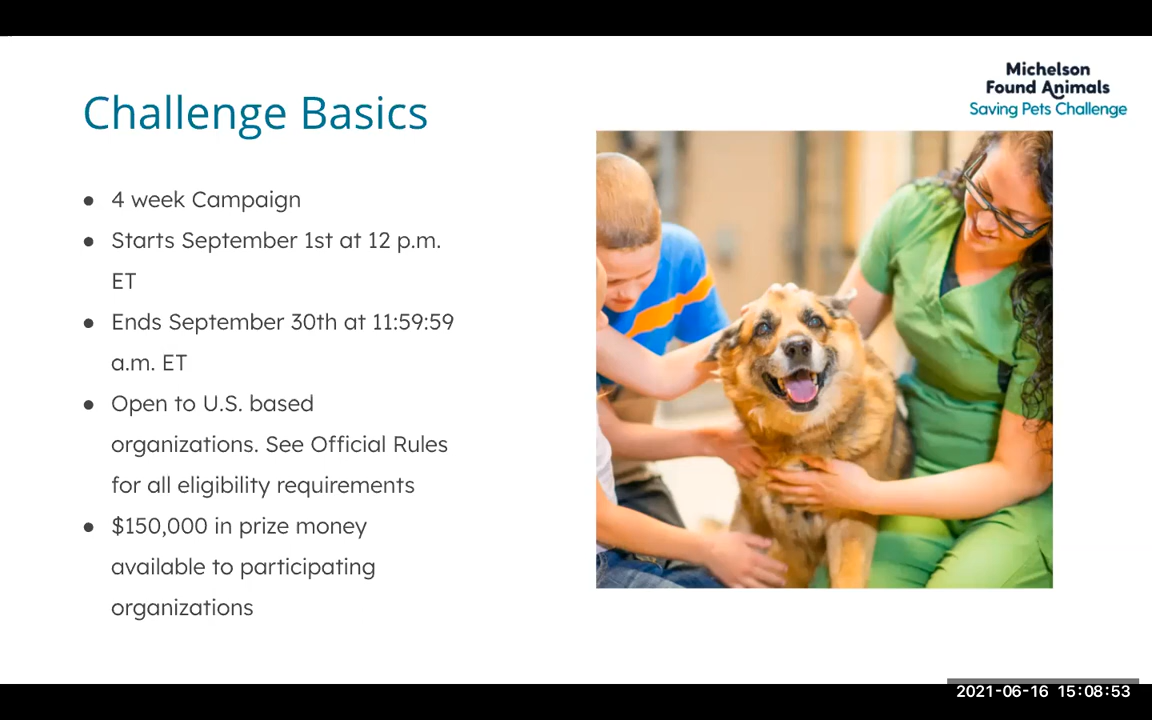 Michelson
Found Animals
Saving Pets Challenge
Challenge Basics
● 4 week Campaign
● Starts September 1st at 12 p.m.
ET
● Ends September 30th at 11:59:59
a.m. ET
● Open to U.S. based
organizations. See Official Rules
for all eligibility requirements
● $150,000 in prize money
available to participating
organizations
2021-06-16 15:08:53